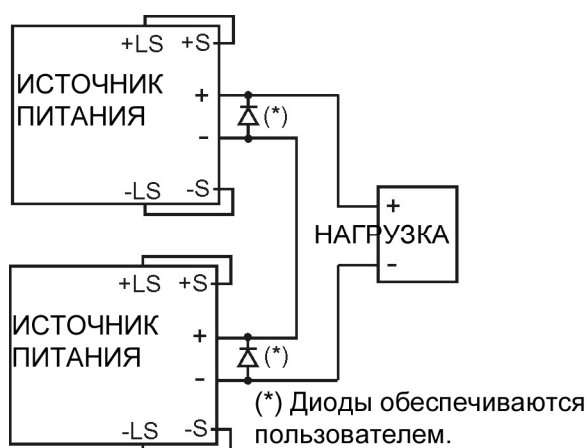 +LS +S
ИСТОЧНИК
ПИТАНИЯ
+
-
(*)
-LS -S
+
НАГРУЗКА
-
+LS +S
ИСТОЧНИК
ПИТАНИЯ
+
-
(*)
-LS -S
(*) Диоды обеспечиваются
пользователем.